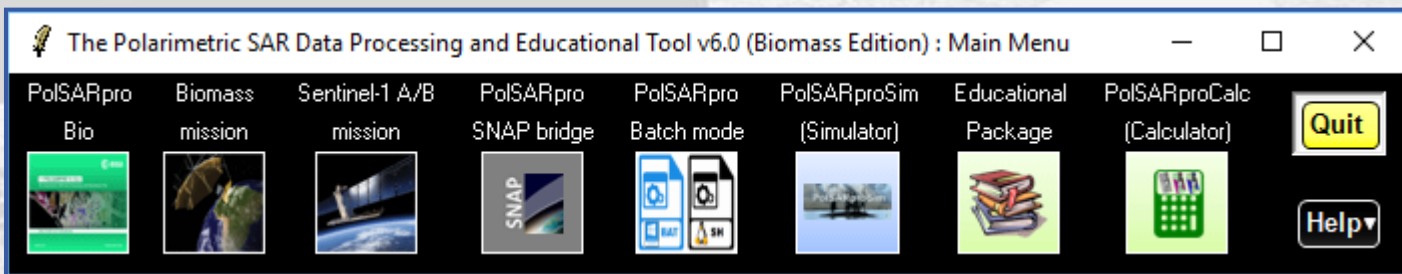 The Polarimetric SAR Data Processing and Educational Tool v6.0 (Biomass Edition) : Main Menu
PolSARpro
Bio
Biomass
mission
Sentinel-1 A/B
mission
PolSARpro
SNAP bridge
PolSARpro
Batch mode
PolSARproSim
(Simulator)
Educational
Package
PolSARproCalc
(Calculator)
Quit
esa
SNAP
BAT
SH
PolSARproSim
Help▾